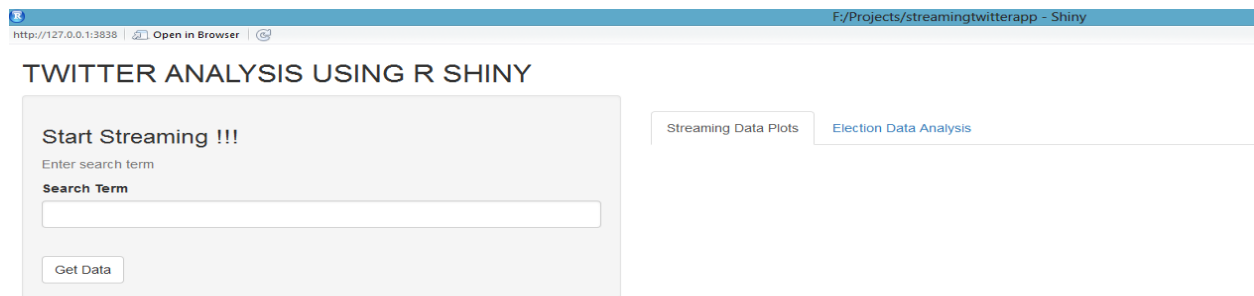 R
F:/Projects/streamingtwitterapp - Shiny
http://127.0.0.1:3838 Open in Browser
TWITTER ANALYSIS USING R SHINY
Start Streaming !!!
Enter search term
Search Term
Get Data
Streaming Data Plots Election Data Analysis